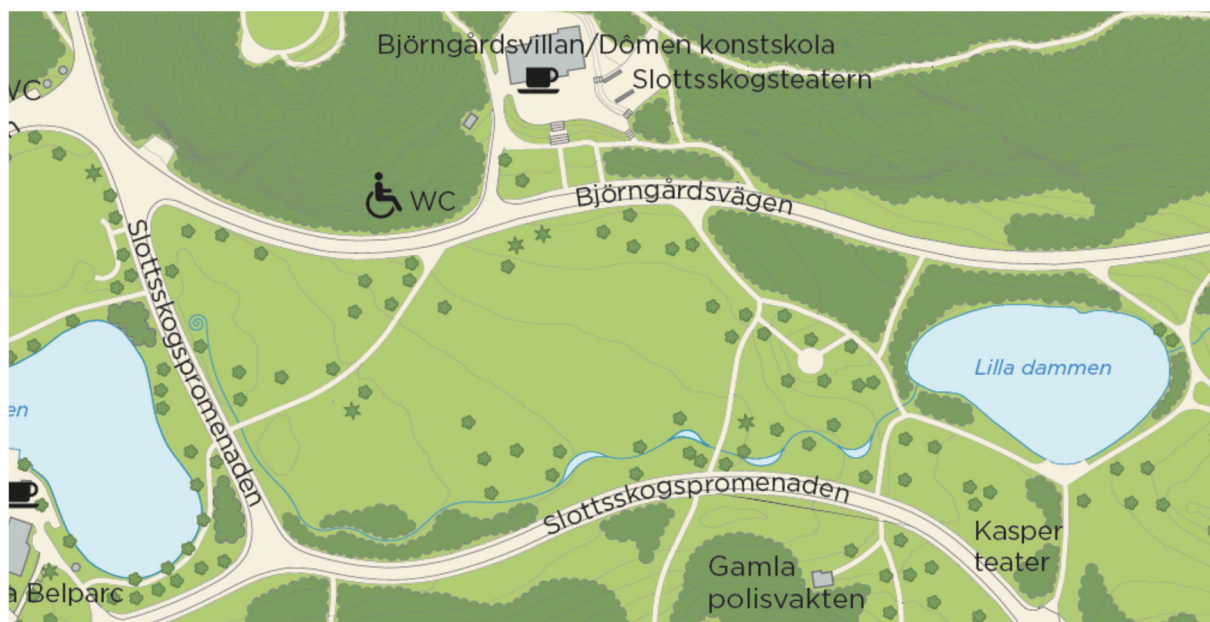 Björngårdsvillan/Dômen konstskola
Slottsskogsteatern
WC
WC
Björngårdsvägen
Slottsskogspromenaden
Lilla dammen
en
Slottsskogspromenaden
Kasper
teater
Gamla
polisvakten
a Belparc